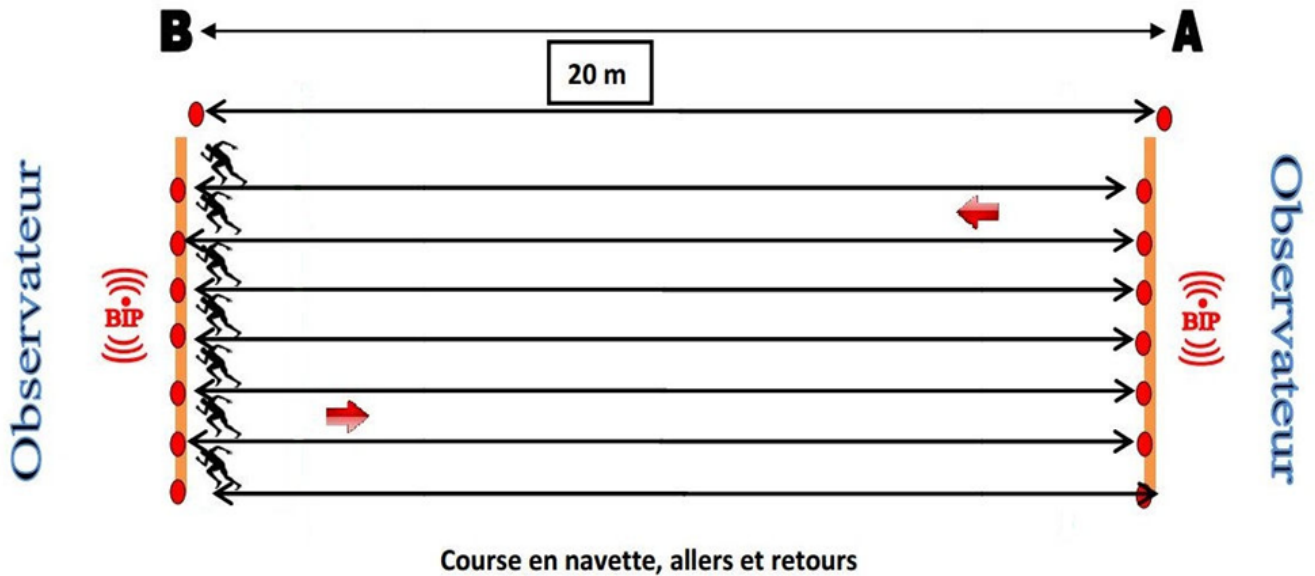 B
A
20 m
Observateur
BIP
BIP
Observateur
Course en navette, allers et retours